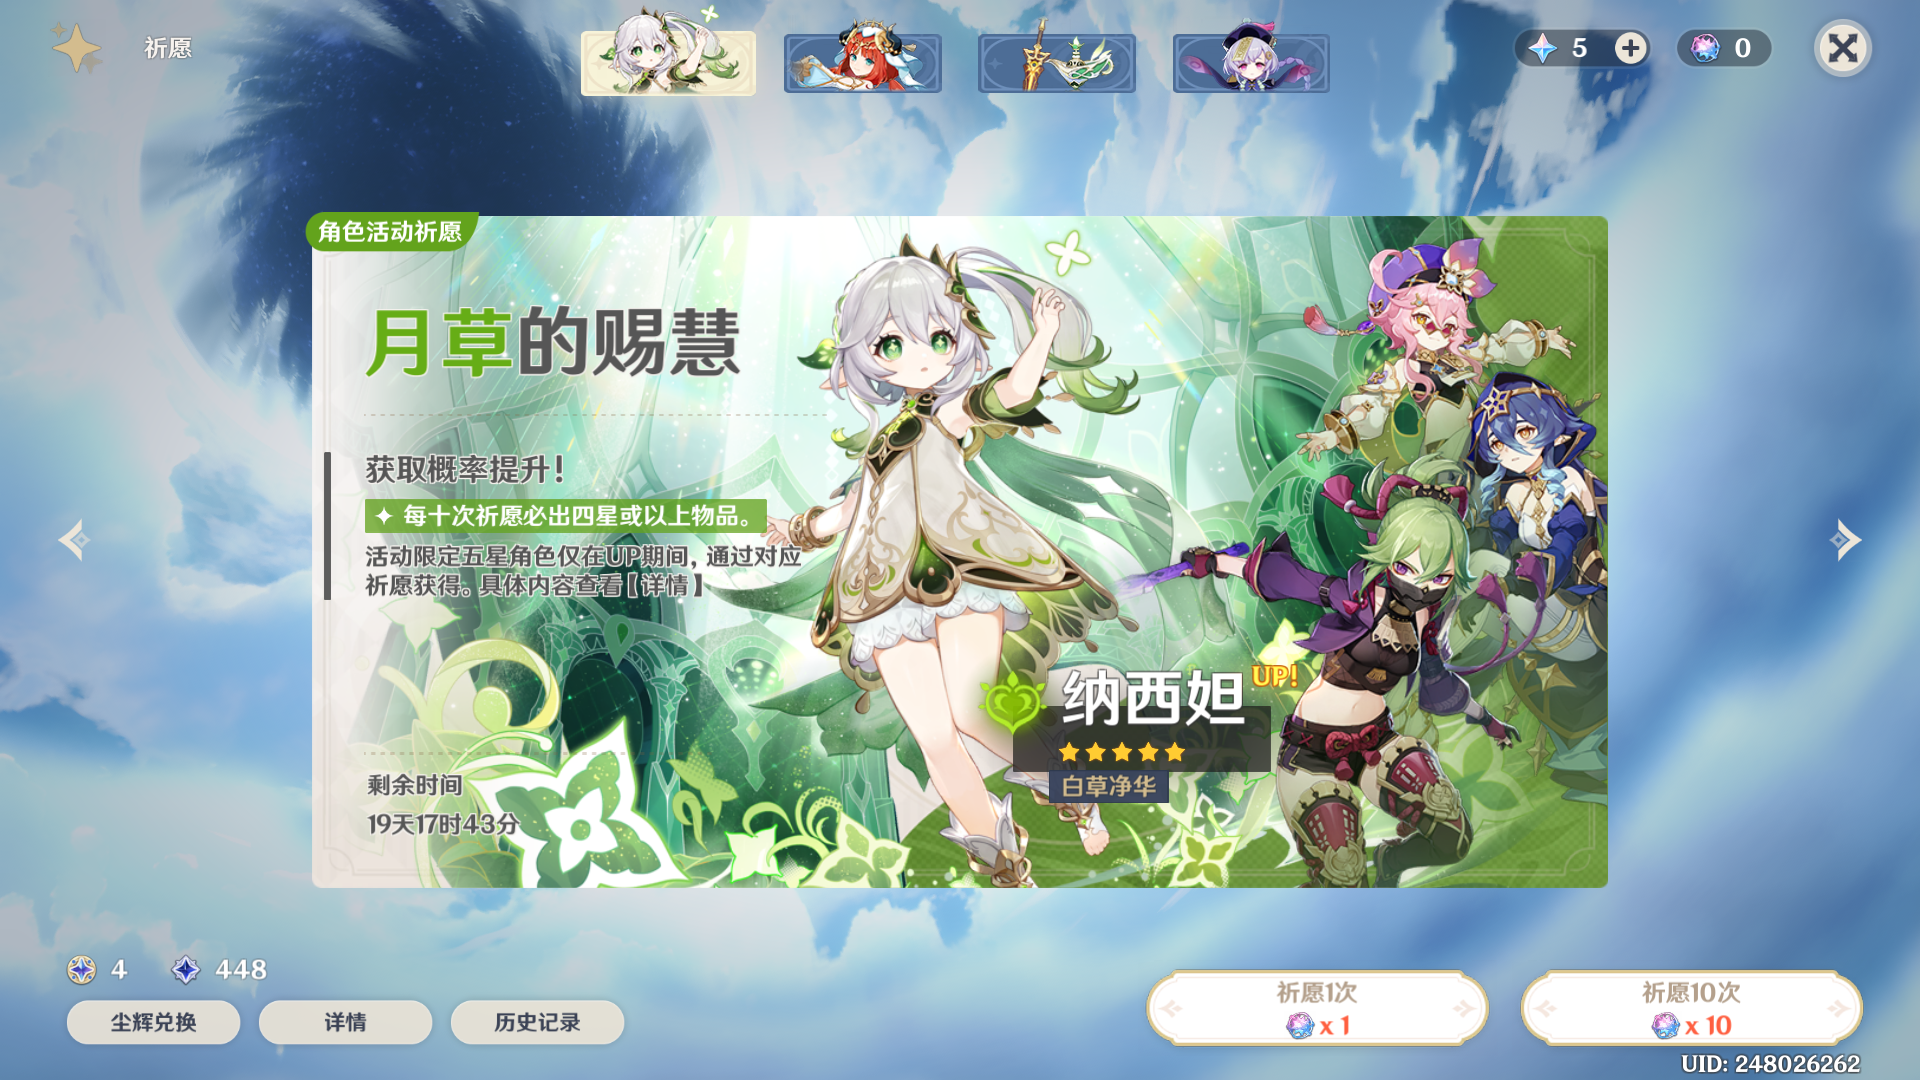 祈愿
5
0
角色活动祈愿
月草的赐慧
获取概率提升！
每十次祈愿必出四星或以上物品。
活动限定五星角色仅在UP期间，通过对应
祈愿获得。具体内容查看【详情】
纳西妲
UP!
白草净华
剩余时间
19天17时43分
4
448
尘辉兑换
详情
历史记录
祈愿1次
x 1
祈愿10次
x 10
UID: 248026262